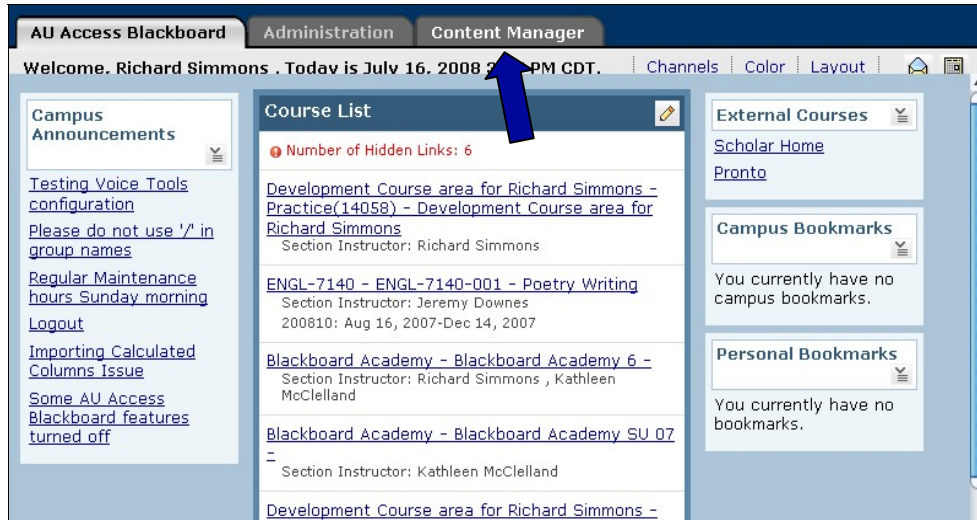 AU Access Blackboard Administration Content Manager
Welcome, Richard Simmons . Today is July 16, 2008 PM CDT. Channels Color Layout
Campus
Announcements
Testing Voice Tools
configuration
Please do not use '/' in
group names
Regular Maintenance
hours Sunday morning
Logout
Importing Calculated
Columns Issue
Some AU Access
Blackboard features
turned off
Course List
Number of Hidden Links: 6
Development Course area for Richard Simmons -
Practice(14058) - Development Course area for
Richard Simmons
Section Instructor: Richard Simmons
ENGL-7140 - ENGL-7140-001 - Poetry Writing
Section Instructor: Jeremy Downes
200810: Aug 16, 2007-Dec 14, 2007
Blackboard Academy - Blackboard Academy 6 -
Section Instructor: Richard Simmons , Kathleen
McClelland
Blackboard Academy - Blackboard Academy SU 07
-
Section Instructor: Kathleen McClelland
Development Course area for Richard Simmons -
External Courses
Scholar Home
Pronto
Campus Bookmarks
You currently have no
campus bookmarks.
Personal Bookmarks
You currently have no
bookmarks.